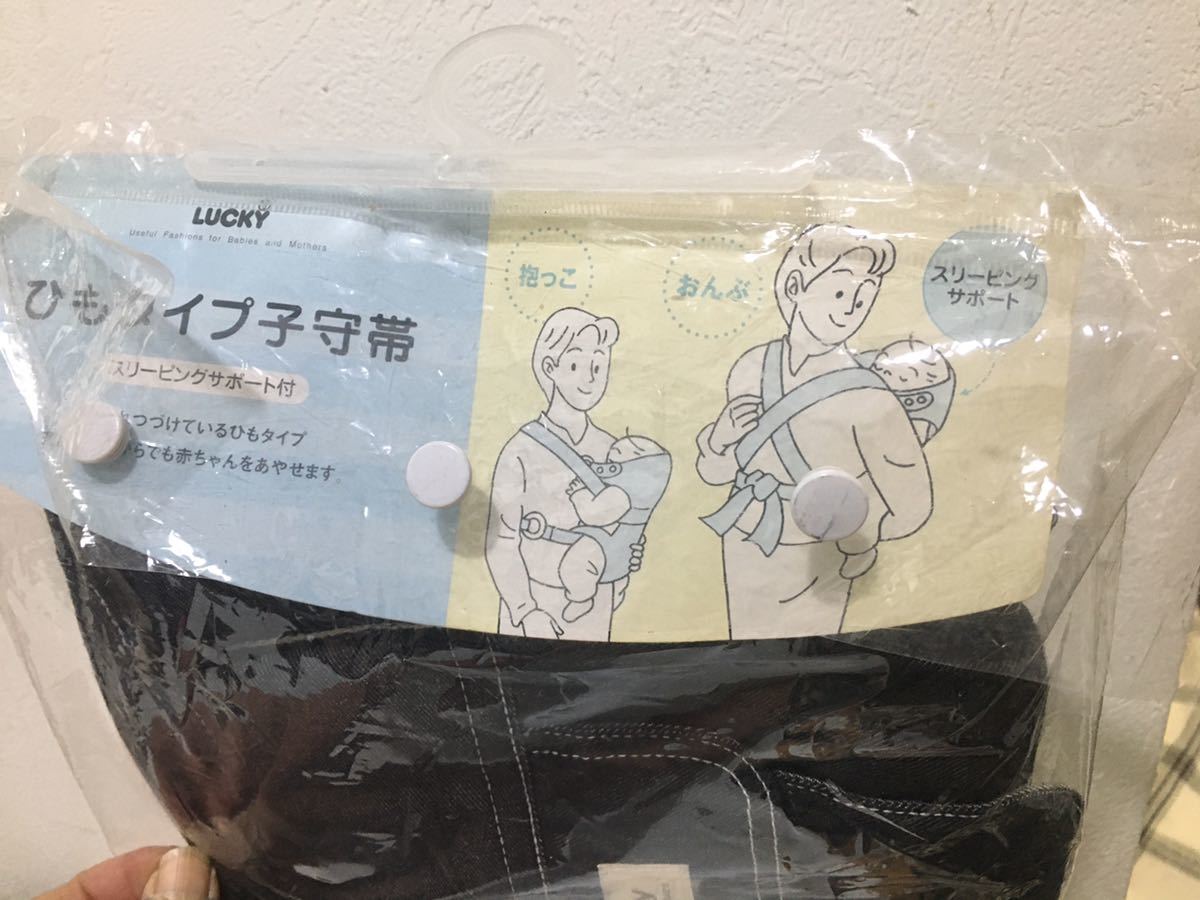 LUCKY
Useful Fashions for Babies and Mothers
ひもタイプ子守帯
スリーピングサポート付
つづけているひもタイプ
らでも赤ちゃんをあやせます。
抱っこ
おんぶ
スリーピング
サポート